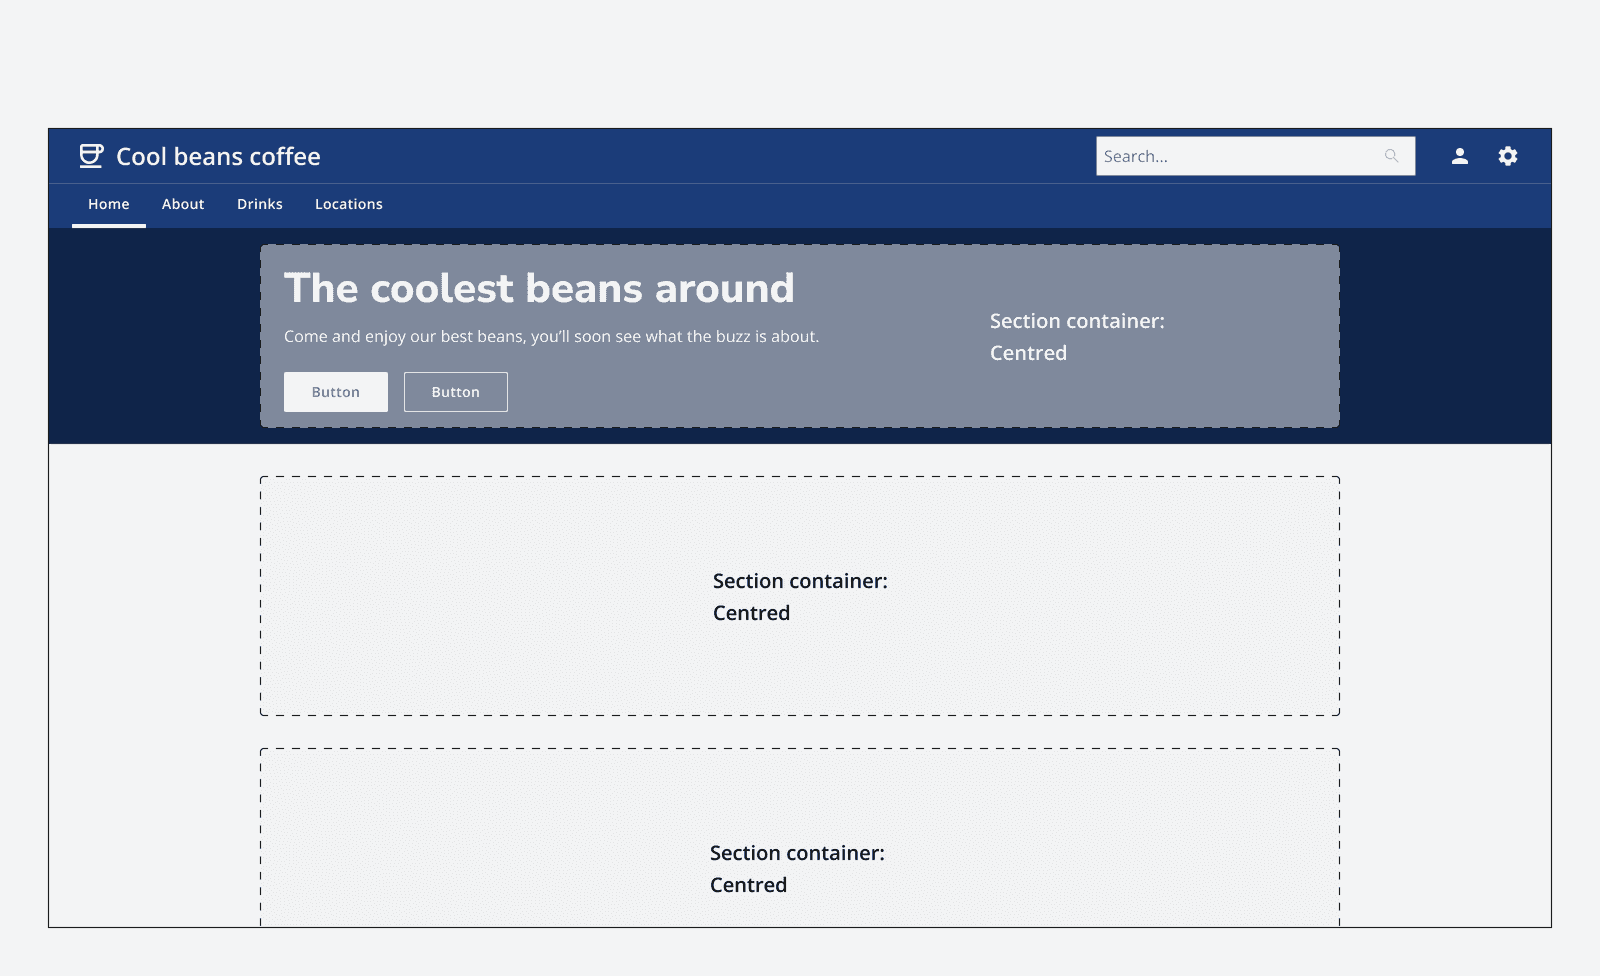 Cool beans coffee
Search...
Home About Drinks Locations
The coolest beans around
Come and enjoy our best beans, you’ll soon see what the buzz is about.
Button Button
Section container:
Centred
Section container:
Centred
Section container:
Centred